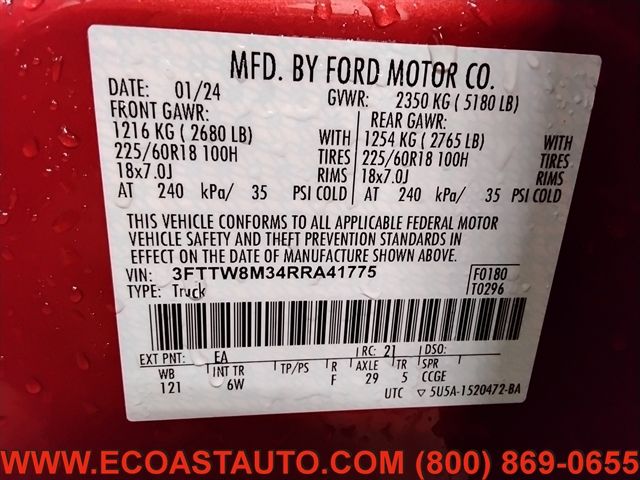 MFD. BY FORD MOTOR CO.
DATE: 01/24 GVWR: 2350 KG ( 5180 LB)
FRONT GAWR: REAR GAWR:
1216 KG ( 2680 LB) WITH 1254 KG ( 2765 LB) WITH
225/60R18 100H TIRES 225/60R18 100H TIRES
18x7.0J RIMS 18x7.0J RIMS
AT 240 kPa/ 35 PSI COLD AT 240 kPa/ 35 PSI COLD
THIS VEHICLE CONFORMS TO ALL APPLICABLE FEDERAL MOTOR
VEHICLE SAFETY AND THEFT PREVENTION STANDARDS IN
EFFECT ON THE DATE OF MANUFACTURE SHOWN ABOVE.
VIN: 3FTTW8M34RRA41775 F0180
TYPE: Truck T0296
EXT PNT: EA RC: 21 DSO:
WB INT TR TP/PS R AXLE TR SPR
121 6W F 29 5 CCGE
UTC ▽5U5A-1520472-BA
WWW.ECOASTAUTO.COM (800) 869-0655